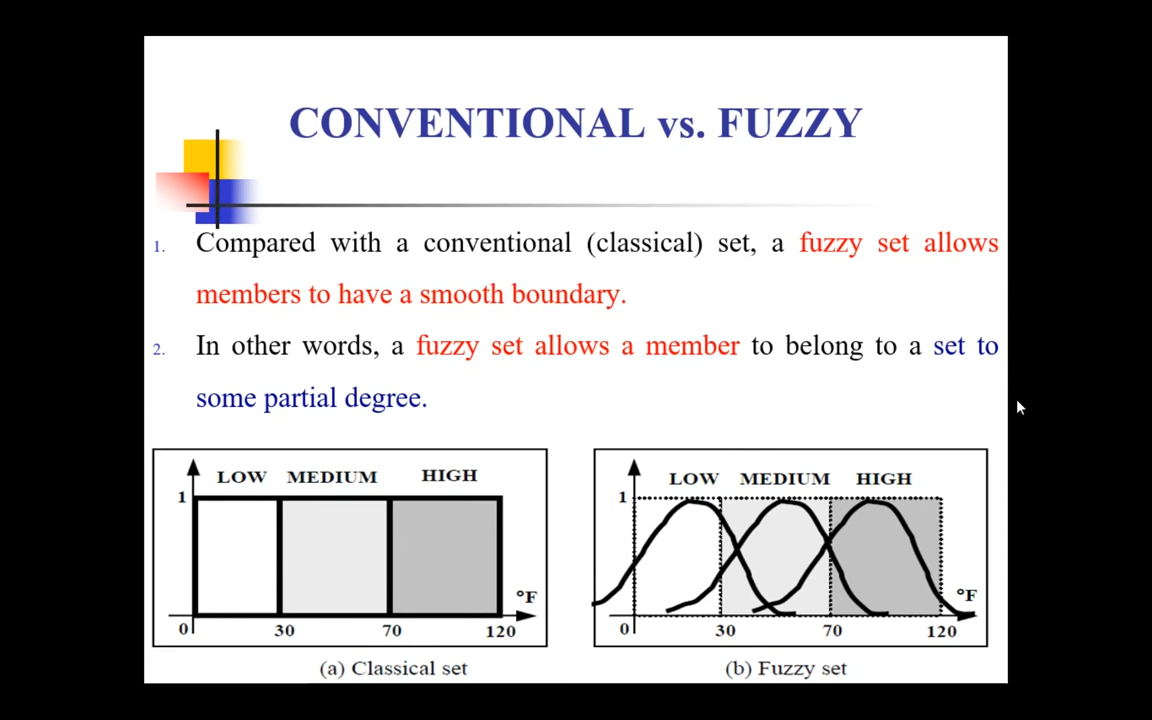 CONVENTIONAL vs. FUZZY
1. Compared with a conventional (classical) set, a fuzzy set allows
members to have a smooth boundary.
2. In other words, a fuzzy set allows a member to belong to a set to
some partial degree.
LOW MEDIUM HIGH
1
°F
0 30 70 120
(a) Classical set
LOW MEDIUM HIGH
1
°F
0 30 70 120
(b) Fuzzy set